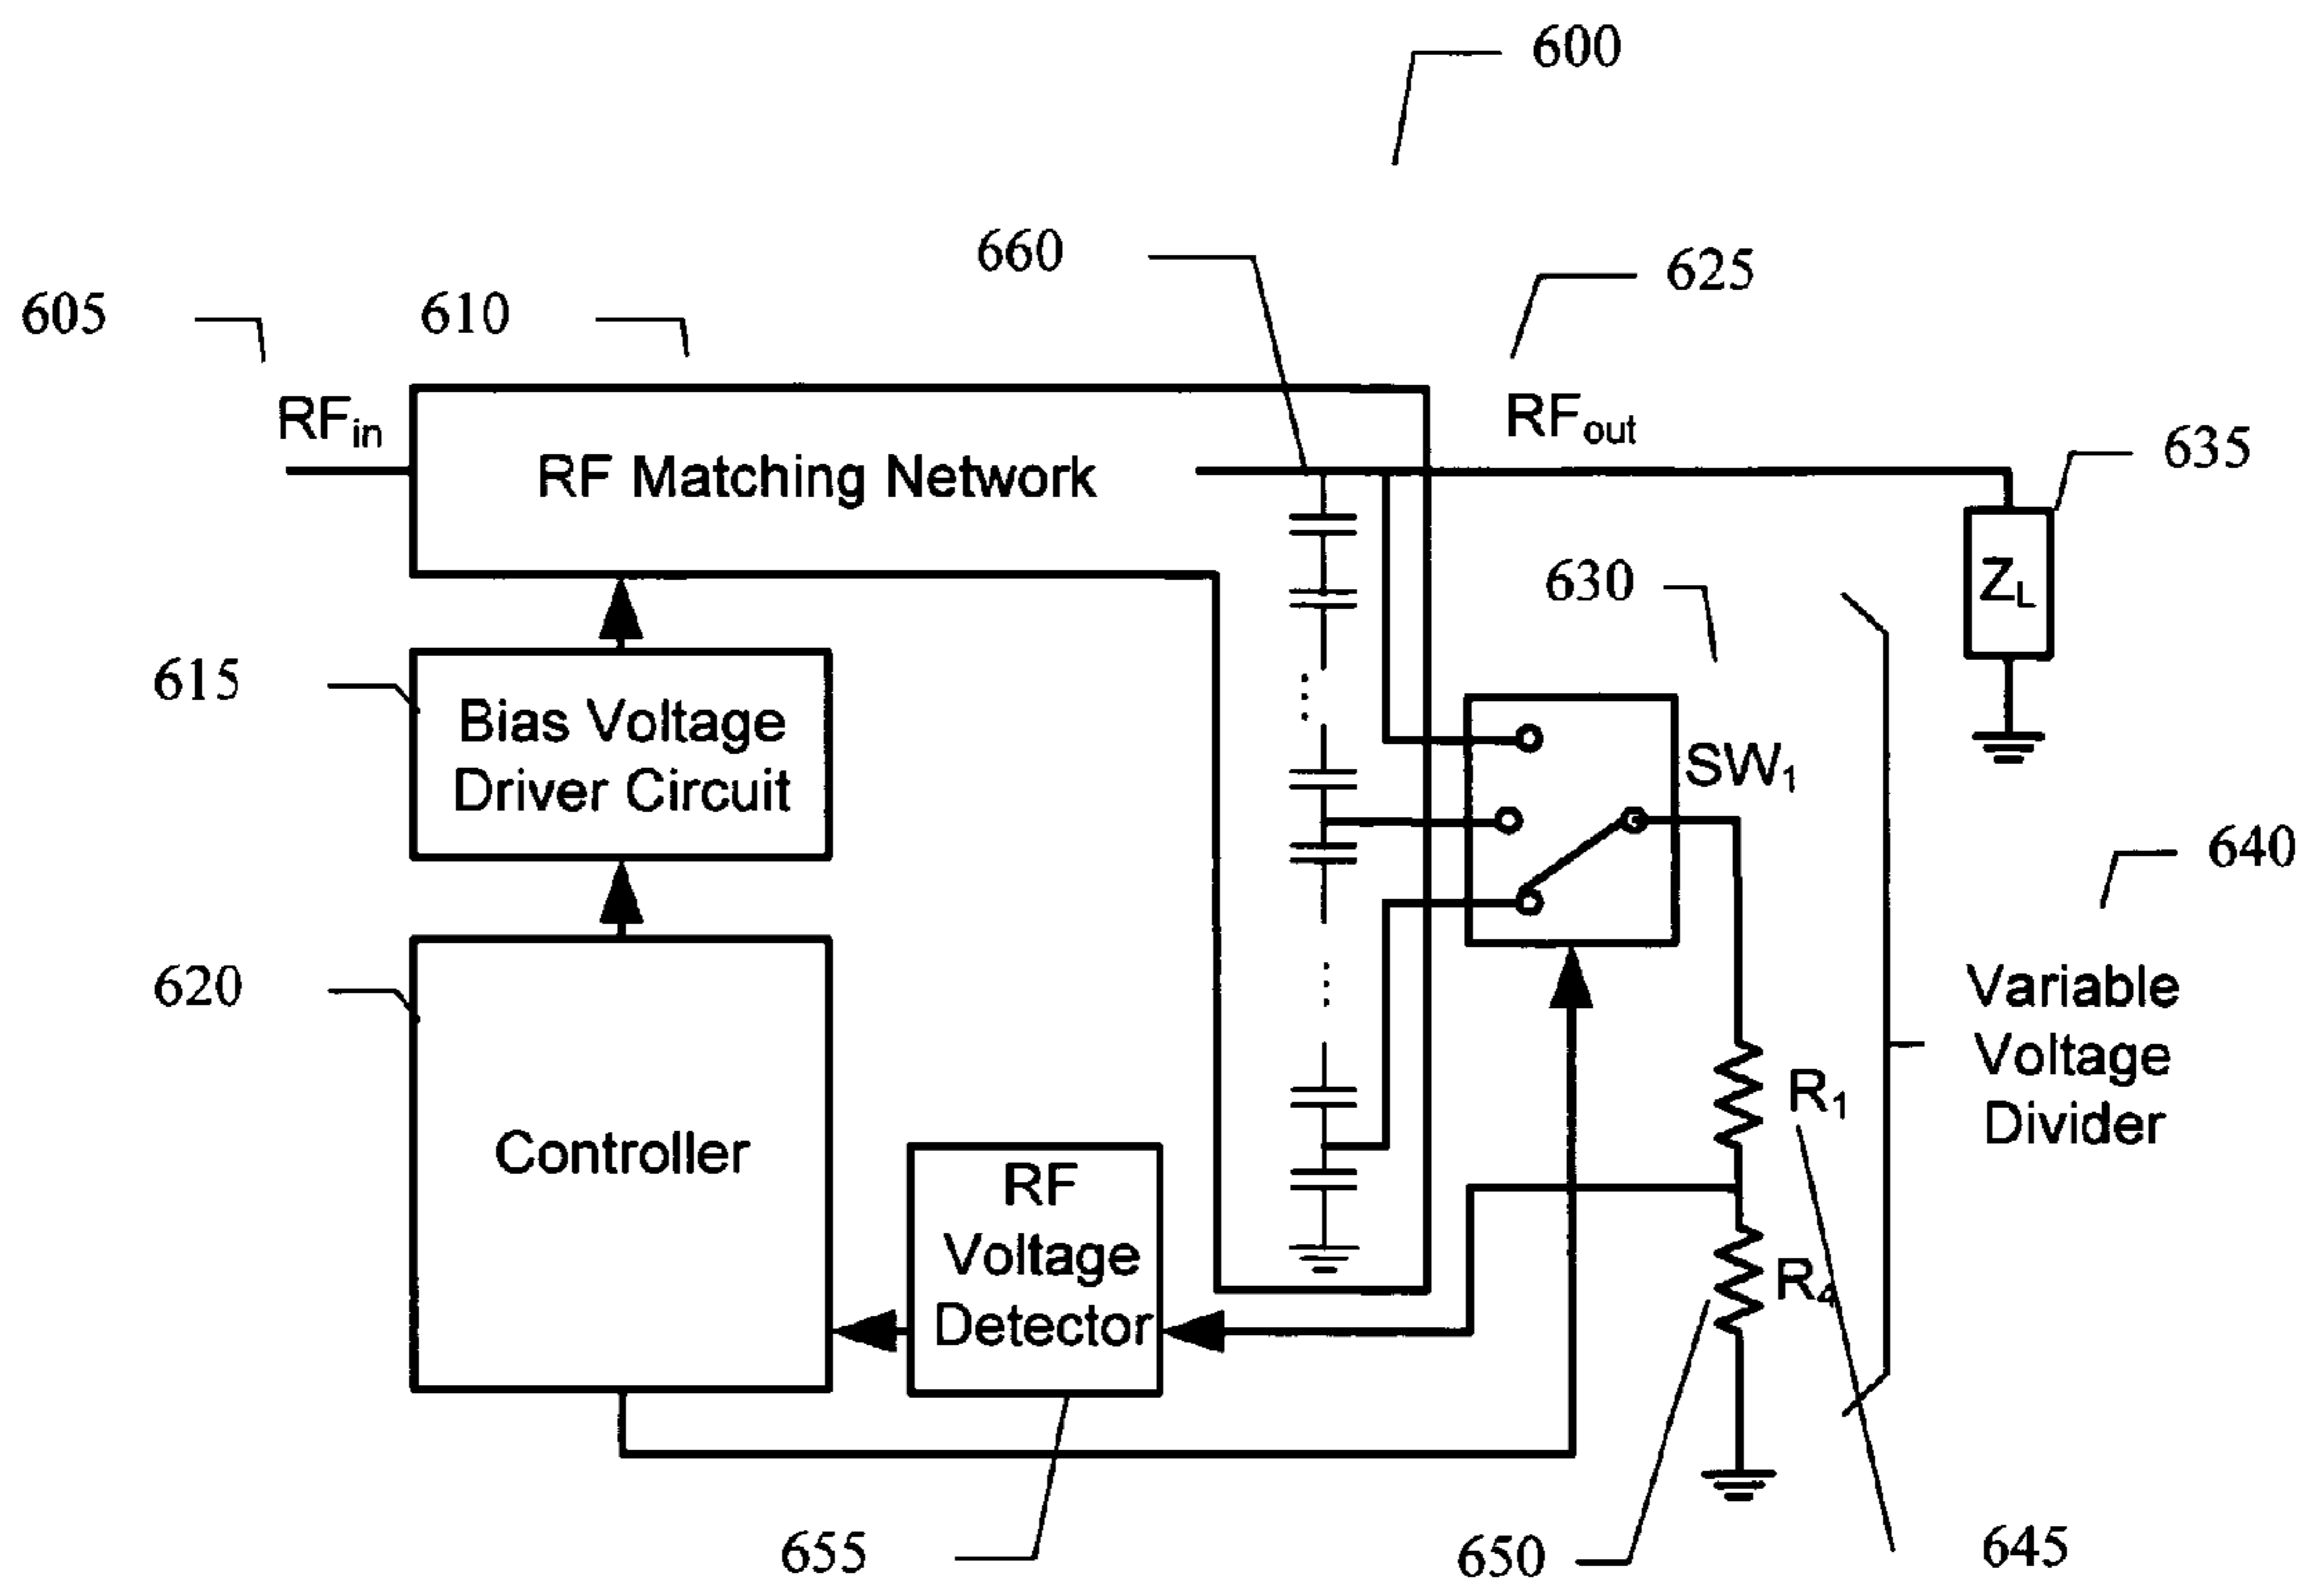 600
660
625
605
610
RFin
RFout
635
RF Matching Network
630
ZL
615
Bias Voltage
Driver Circuit
SW1
640
620
Variable
Voltage
Divider
R1
Controller
RF
Voltage
Detector
R4
655
650
645